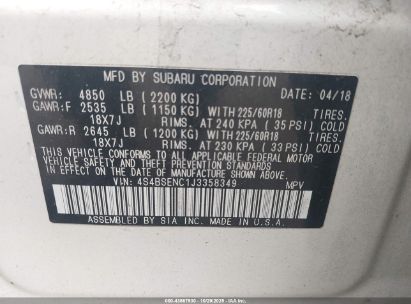 MFD BY SUBARU CORPORATION DATE: 04/18
GVWR: 4850 LB (2200 KG)
GAWR:F 2535 LB (1150 KG) WITH 225/60R18 TIRES,
18X7J RIMS, AT 240 KPA (35 PSI) COLD
GAWR:R 2645 LB (1200 KG) WITH 225/60R18 TIRES,
18X7J RIMS, AT 230 KPA (33 PSI) COLD
THIS VEHICLE CONFORMS TO ALL APPLICABLE FEDERAL MOTOR
VEHICLE SAFETY AND THEFT PREVENTION STANDARDS
IN EFFECT ON THE DATE OF MANUFACTURE SHOWN ABOVE.
VIN: 4S4BSENC1J3358349 MPV
ASSEMBLED BY SIA INC. MADE IN U.S.A.